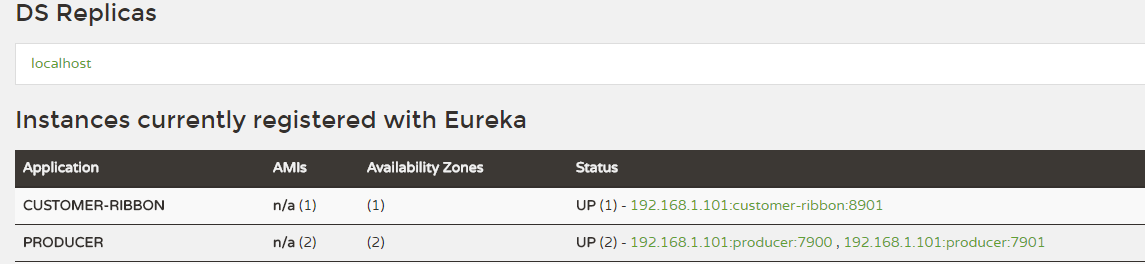 DS Replicas
localhost
Instances currently registered with Eureka
Application AMIs Availability Zones Status
CUSTOMER-RIBBON n/a (1) (1) UP (1) - 192.168.1.101:customer-ribbon:8901
PRODUCER n/a (2) (2) UP (2) - 192.168.1.101:producer:7900 , 192.168.1.101:producer:7901